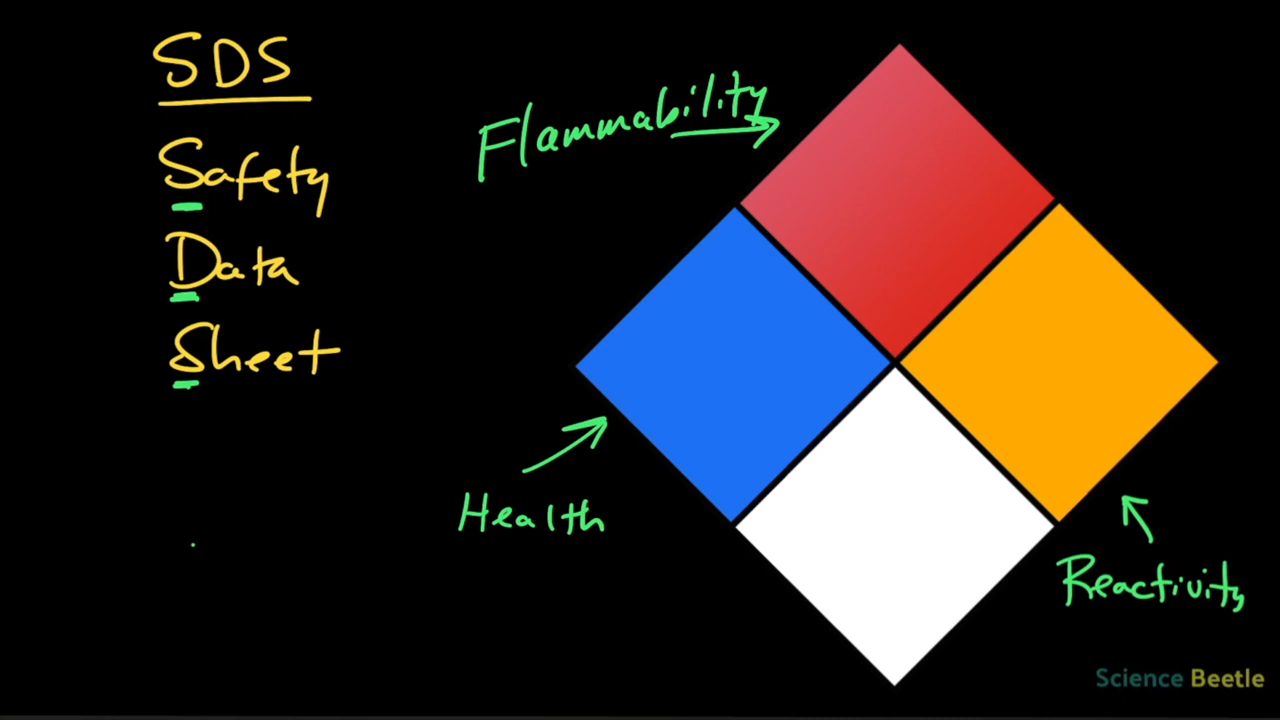 SDS
Safety
Data
Sheet
Flammability
Health
Reactivity
Science Beetle